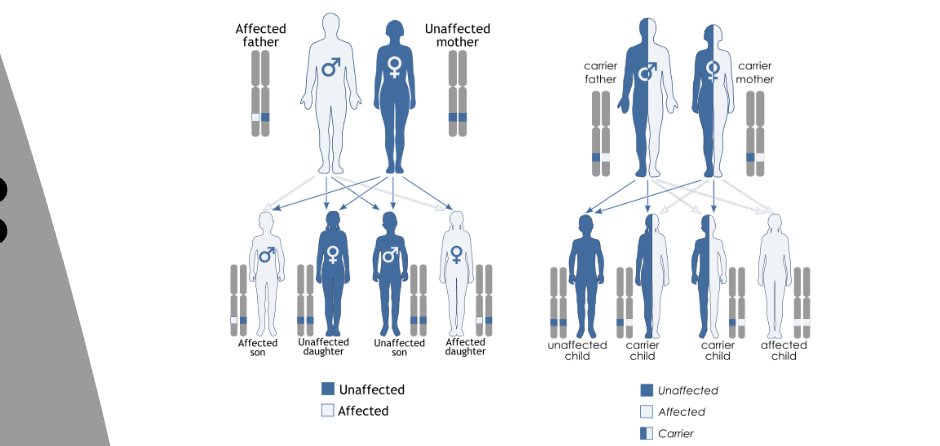 Affected
father
Unaffected
mother
Affected
son
Unaffected
daughter
Unaffected
son
Affected
daughter
Unaffected
Affected
carrier
father
carrier
mother
unaffected
child
carrier
child
carrier
child
affected
child
Unaffected
Affected
Carrier